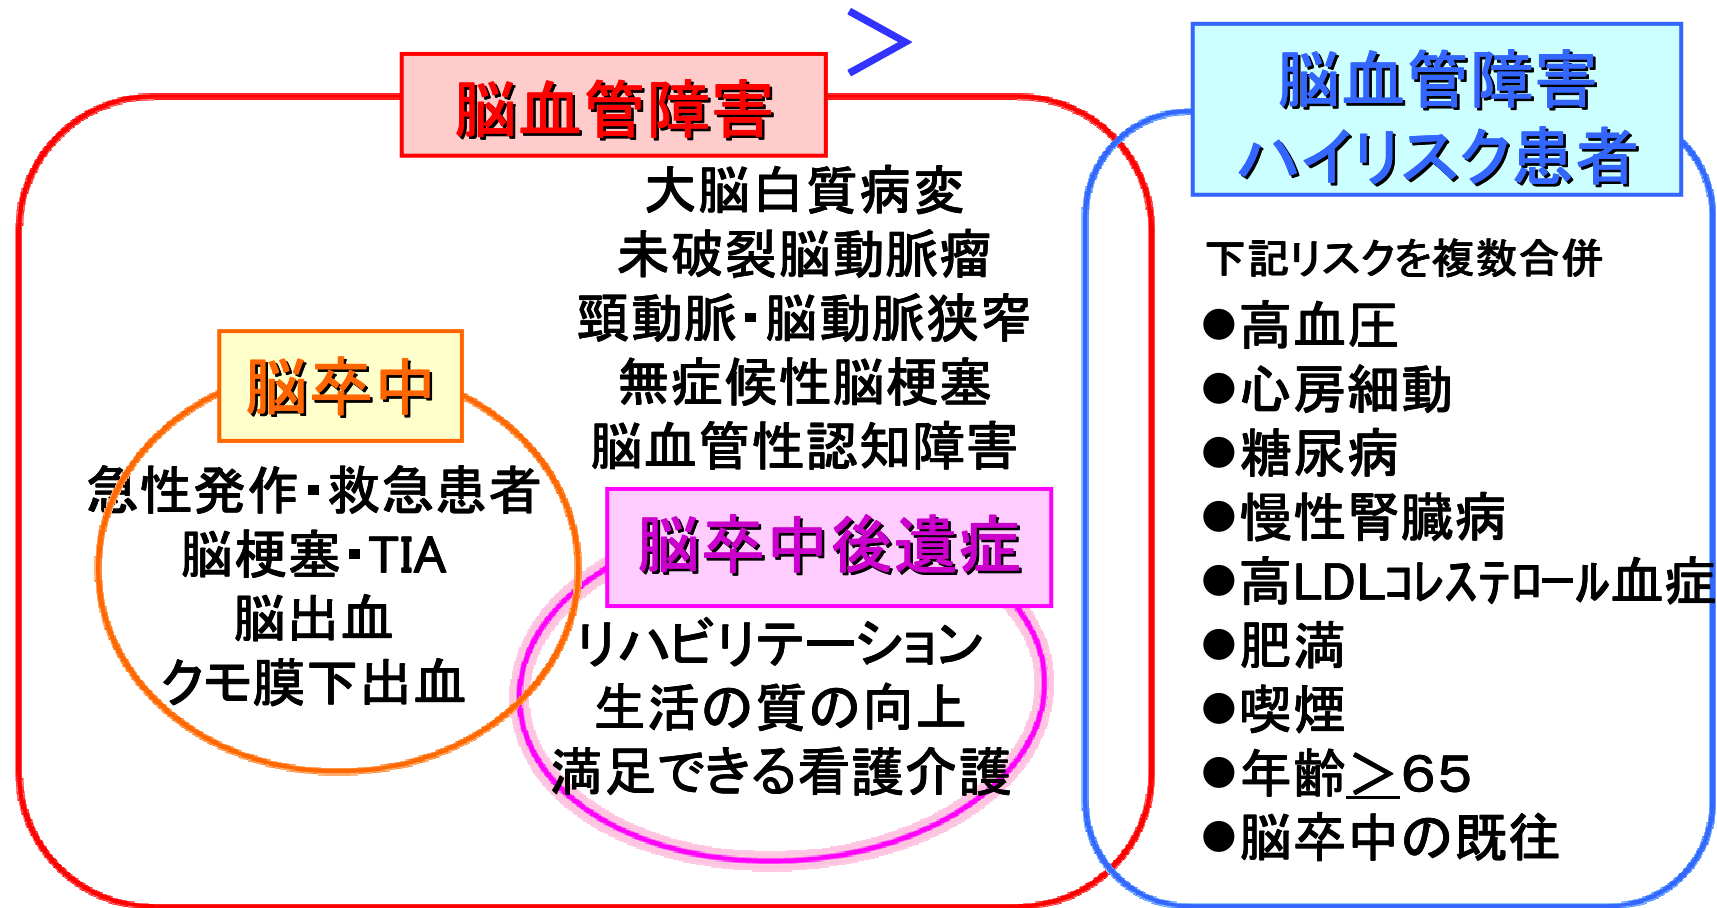 脳血管障害
大脳白質病変
未破裂脳動脈瘤
頸動脈・脳動脈狭窄
無症候性脳梗塞
脳血管性認知障害
脳卒中
急性発作・救急患者
脳梗塞・TIA
脳出血
クモ膜下出血
脳卒中後遺症
リハビリテーション
生活の質の向上
満足できる看護介護
＞
脳血管障害
ハイリスク患者
下記リスクを複数合併
●高血圧
●心房細動
●糖尿病
●慢性腎臓病
●高LDLｺﾚｽﾃﾛｰﾙ血症
●肥満
●喫煙
●年齢＞65
●脳卒中の既往